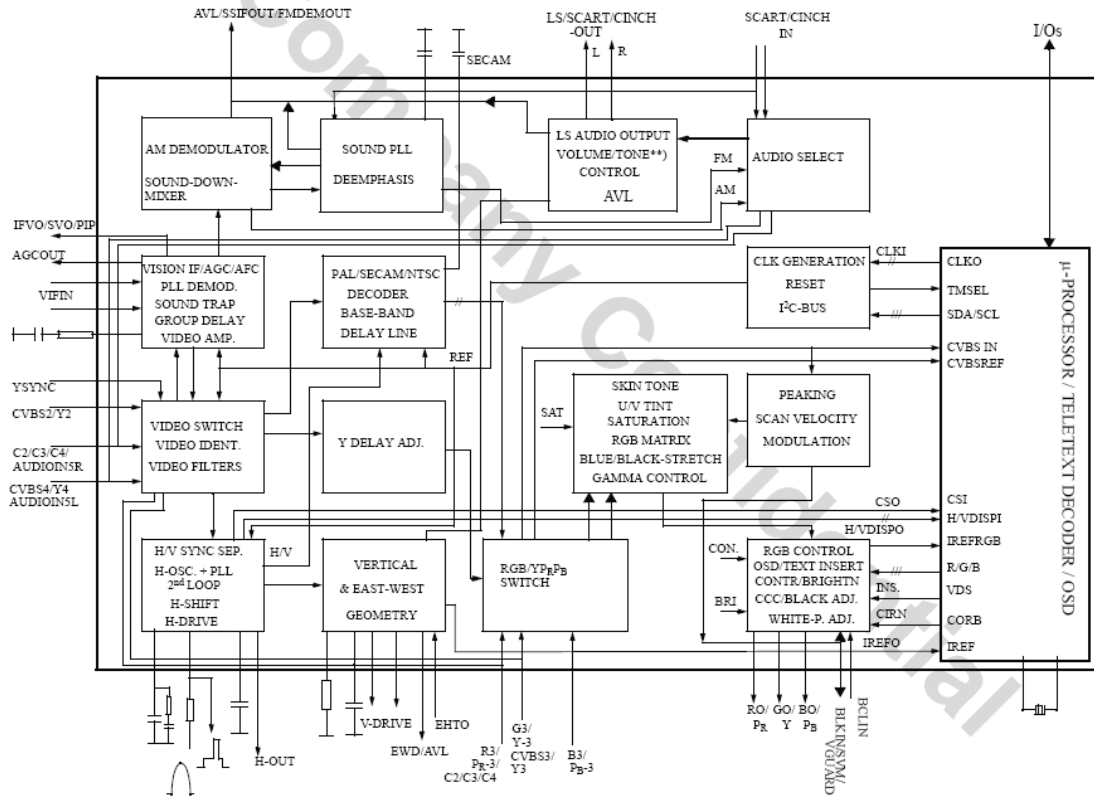 AVL/SSIFOUT/FMDEMOUT
LS/SCART/CINCH
-OUT
L
R
SCART/CINCH
IN
I/Os
SECAM
AM DEMODULATOR
SOUND-DOWN-
MIXER
SOUND PLL
DEEMPHASIS
LS AUDIO OUTPUT
VOLUME/TONE**)
CONTROL
AVL
AUDIO SELECT
FM
AM
IFVO/SVO/PIP
AGCOUT
VIFIN
VISION IF/AGC/AFC
PLL DEMOD.
SOUND TRAP
GROUP DELAY
VIDEO AMP.
PAL/SECAM/NTSC
DECODER
BASE-BAND
DELAY LINE
//
REF
CLK GENERATION
RESET
I²C-BUS
CLKI
//
///
CLKO
TMSEL
SDA/SCL
CVBS IN
CVBSREF
µ-PROCESSOR / TELETEXT DECODER / OSD
YSYNC
CVBS2/Y2
C2/C3/C4/
AUDIOIN5R
CVBS4/Y4
AUDIOIN5L
VIDEO SWITCH
VIDEO IDENT.
VIDEO FILTERS
Y DELAY ADJ.
SAT
SKIN TONE
U/V TINT
SATURATION
RGB MATRIX
BLUE/BLACK-STRETCH
GAMMA CONTROL
PEAKING
SCAN VELOCITY
MODULATION
CSO
//
H/VDISPO
CSI
H/VDISPI
IREFRGB
R/G/B
VDS
CORB
IREF
H/V SYNC SEP.
H-OSC. + PLL
2nd LOOP
H-SHIFT
H-DRIVE
H/V
VERTICAL
& EAST-WEST
GEOMETRY
RGB/YPRPB
SWITCH
CON.
BRI
RGB CONTROL
OSD/TEXT INSERT
CONTR/BRIGHTN
CCC/BLACK ADJ.
WHITE-P. ADJ.
///
INS.
CIRN
IREFO
H-OUT
V-DRIVE
EWD/AVL
EHTO
R3/
PR-3/
C2/C3/C4
G3/
Y-3
CVBS3/
Y3
B3/
PB-3
RO/
PR
GO/
Y
BO/
PB
BLKIN/SVM/
VGUARD
BCLIN
Company Confidential